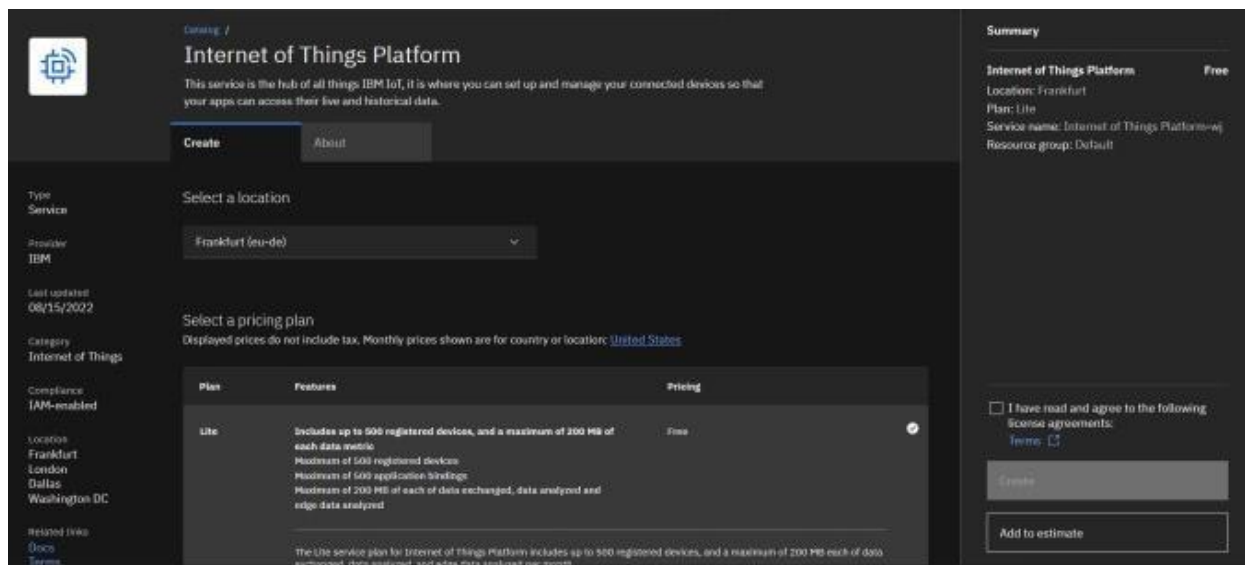 Catalog /
Internet of Things Platform
This service is the hub of all things IBM IoT, it is where you can set up and manage your connected devices so that
your apps can access their live and historical data.
Create
About
Type
Service
Provider
IBM
Last updated
08/15/2022
Category
Internet of Things
Compliance
IAM-enabled
Location
Frankfurt
London
Dallas
Washington DC
Related links
Docs
Terms
Select a location
Frankfurt (eu-de)
Select a pricing plan
Displayed prices do not include tax. Monthly prices shown are for country or location: United States
Plan Features Pricing
Lite
Includes up to 500 registered devices, and a maximum of 200 MB of
each data metric
Maximum of 500 registered devices
Maximum of 500 application bindings
Maximum of 200 MB of each of data exchanged, data analyzed and
edge data analyzed
Free
The Lite service plan for Internet of Things Platform includes up to 500 registered devices, and a maximum of 200 MB each of data
exchanged, data analyzed, and edge data analyzed per month.
Summary
Internet of Things Platform Free
Location: Frankfurt
Plan: Lite
Service name: Internet of Things Platform-wj
Resource group: Default
I have read and agree to the following
license agreements:
Terms
Create
Add to estimate